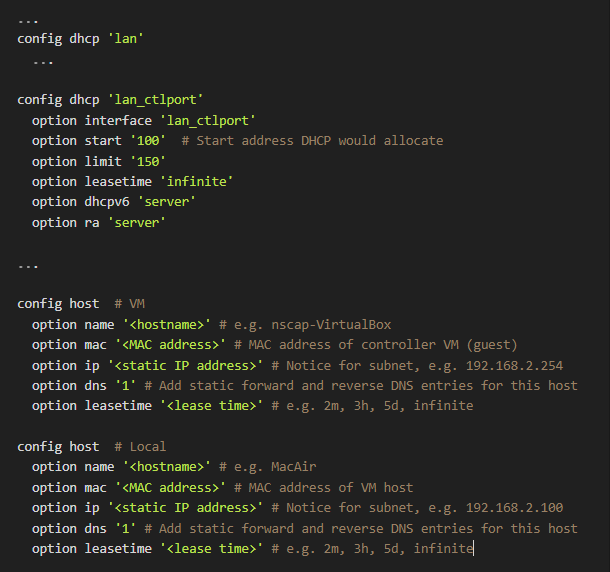 ...
config dhcp 'lan'
...
config dhcp 'lan_ctlport'
option interface 'lan_ctlport'
option start '100'  # Start address DHCP would allocate
option limit '150'
option leasetime 'infinite'
option dhcpv6 'server'
option ra 'server'
...
config host  # VM
option name '<hostname>' # e.g. nscap-VirtualBox
option mac '<MAC address>' # MAC address of controller VM (guest)
option ip '<static IP address>' # Notice for subnet, e.g. 192.168.2.254
option dns '1' # Add static forward and reverse DNS entries for this host
option leasetime '<lease time>' # e.g. 2m, 3h, 5d, infinite
config host  # Local
option name '<hostname>' # e.g. MacAir
option mac '<MAC address>' # MAC address of VM host
option ip '<static IP address>' # Notice for subnet, e.g. 192.168.2.100
option dns '1' # Add static forward and reverse DNS entries for this host
option leasetime '<lease time>' # e.g. 2m, 3h, 5d, infinite